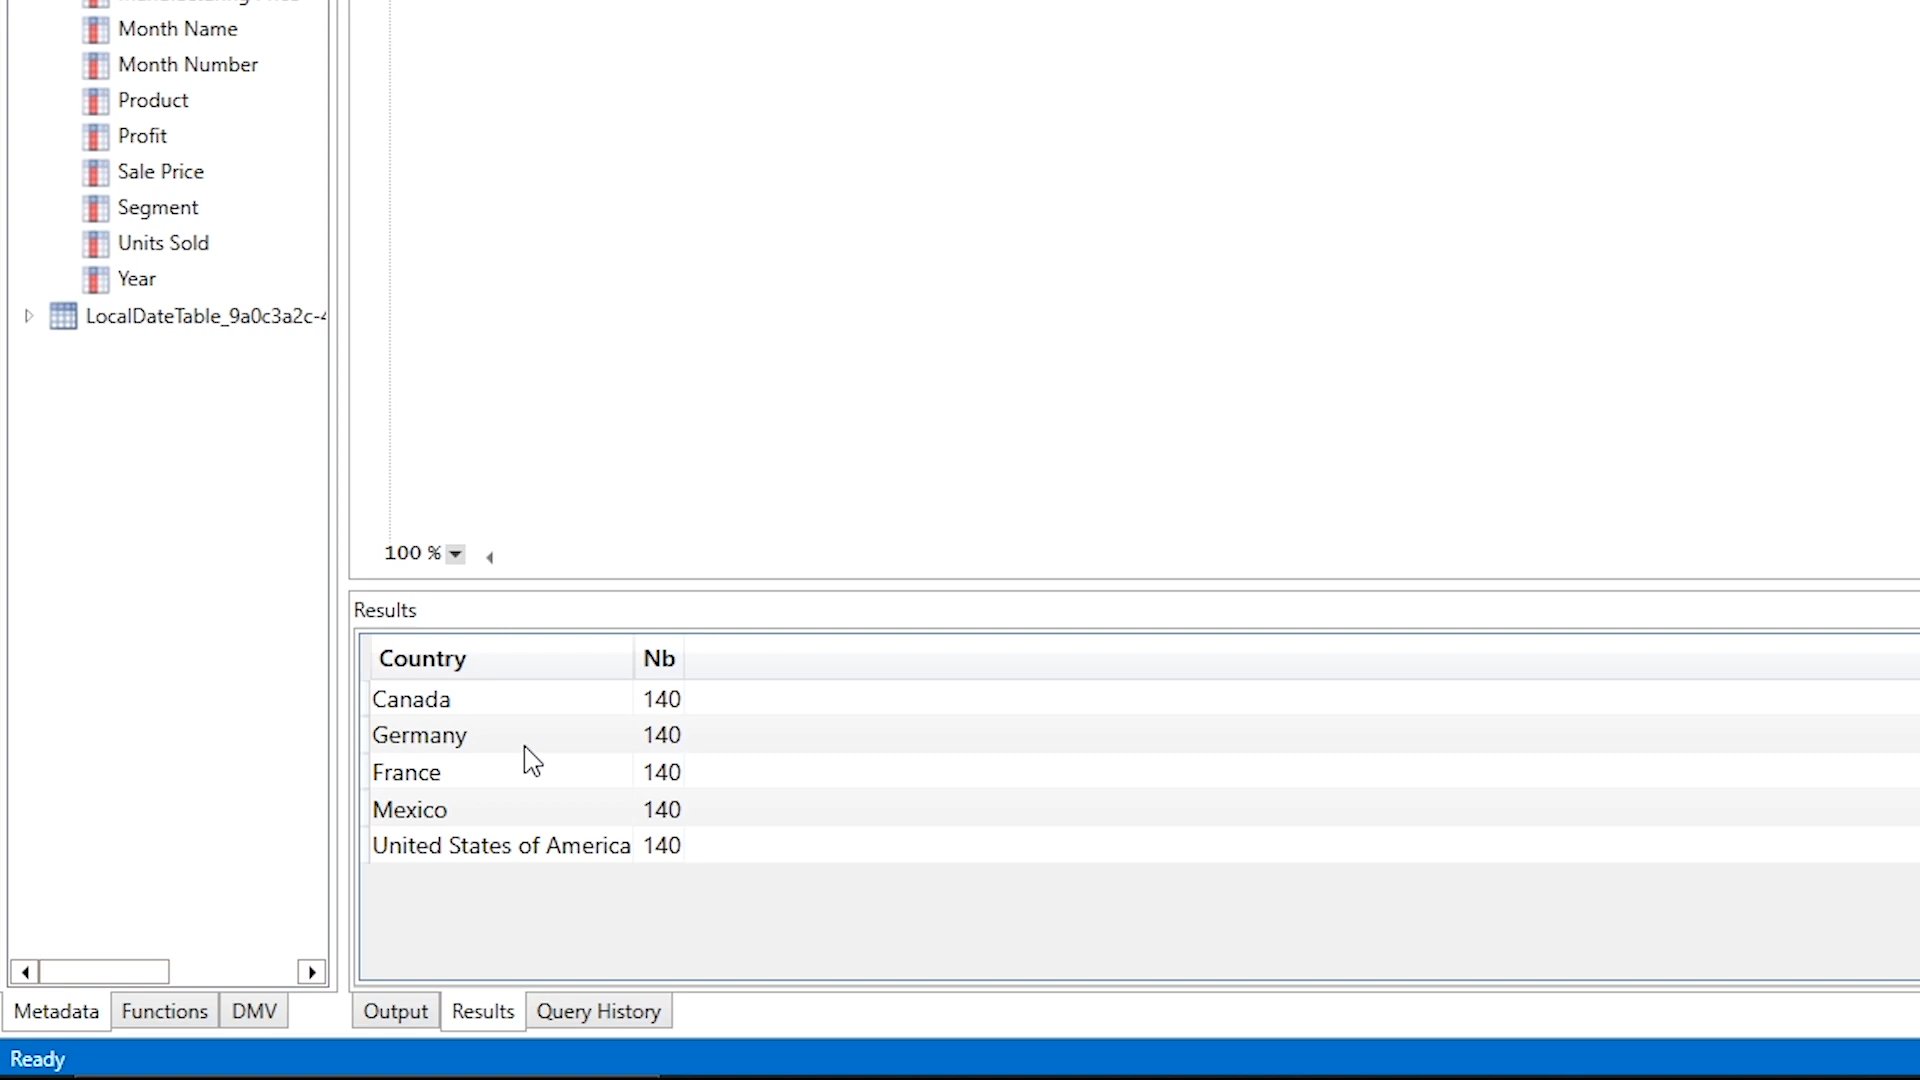 Month Name
Month Number
Product
Profit
Sale Price
Segment
Units Sold
Year
LocalDateTable_9a0c3a2c-4
100 %
Results
Country Nb
Canada 140
Germany 140
France 140
Mexico 140
United States of America 140
Metadata Functions DMV Output Results Query History
Ready